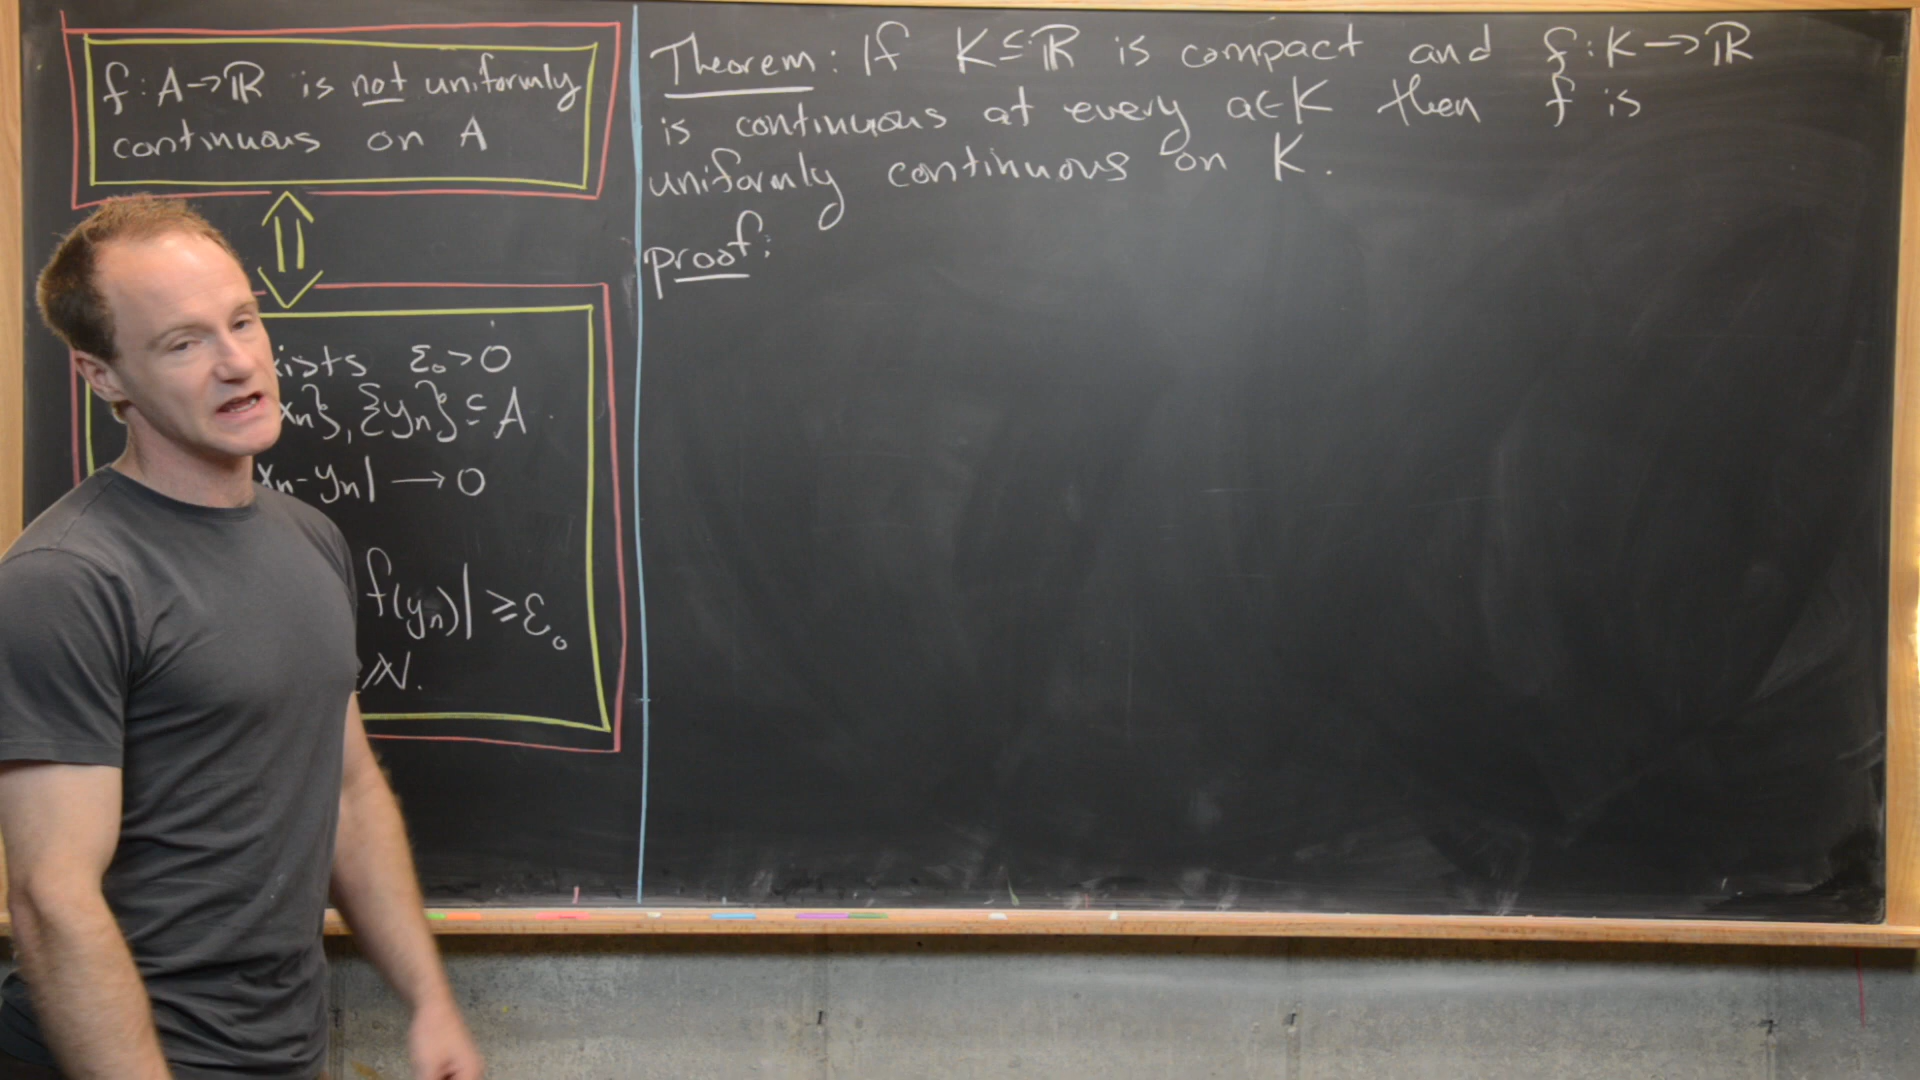 f: A→ℝ is not uniformly
continuous on A
⇕
ists ε₀>0
xₙ}, {yₙ} ⊆ A.
xₙ-yₙ| → 0
f(yₙ)| ≥ε₀
N.
Theorem: If K⊆ℝ is compact and f: K→ℝ
is continuous at every a∈K then f is
uniformly continuous on K.
proof: